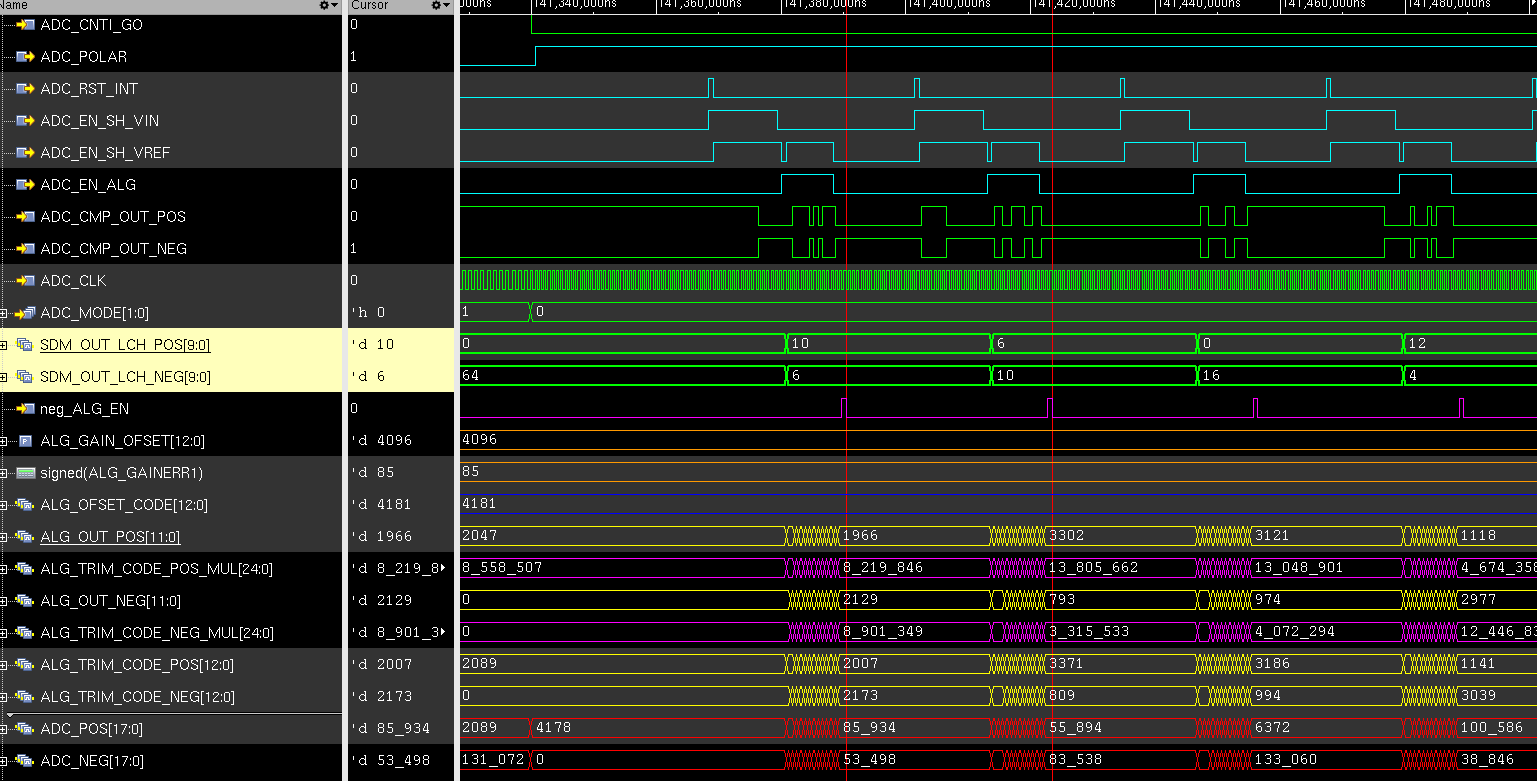 Name Cursor 000ns 141,340,000ns 141,360,000ns 141,380,000ns 141,400,000ns 141,420,000ns 141,440,000ns 141,460,000ns 141,480,000ns
ADC_CNTI_GO 0
ADC_POLAR 1
ADC_RST_INT 0
ADC_EN_SH_VIN 0
ADC_EN_SH_VREF 0
ADC_EN_ALG 0
ADC_CMP_OUT_POS 0
ADC_CMP_OUT_NEG 1
ADC_CLK 0
ADC_MODE[1:0] 'h 0 1 0
SDM_OUT_LCH_POS[9:0] 'd 10 0 10 6 0 12
SDM_OUT_LCH_NEG[9:0] 'd 6 64 6 10 16 4
neg_ALG_EN 0
ALG_GAIN_OFSET[12:0] 'd 4096 4096
signed(ALG_GAINERR1) 'd 85 85
ALG_OFSET_CODE[12:0] 'd 4181 4181
ALG_OUT_POS[11:0] 'd 1966 2047 1966 3302 3121 1118
ALG_TRIM_CODE_POS_MUL[24:0] 'd 8_219_8 8_558_507 8_219_846 13_805_662 13_048_901 4_674_358
ALG_OUT_NEG[11:0] 'd 2129 0 2129 793 974 2977
ALG_TRIM_CODE_NEG_MUL[24:0] 'd 8_901_3 0 8_901_349 3_315_533 4_072_294 12_446_83
ALG_TRIM_CODE_POS[12:0] 'd 2007 2089 2007 3371 3186 1141
ALG_TRIM_CODE_NEG[12:0] 'd 2173 0 2173 809 994 3039
ADC_POS[17:0] 'd 85_934 2089 4178 85_934 55_894 6372 100_586
ADC_NEG[17:0] 'd 53_498 131_072 0 53_498 83_538 133_060 38_846